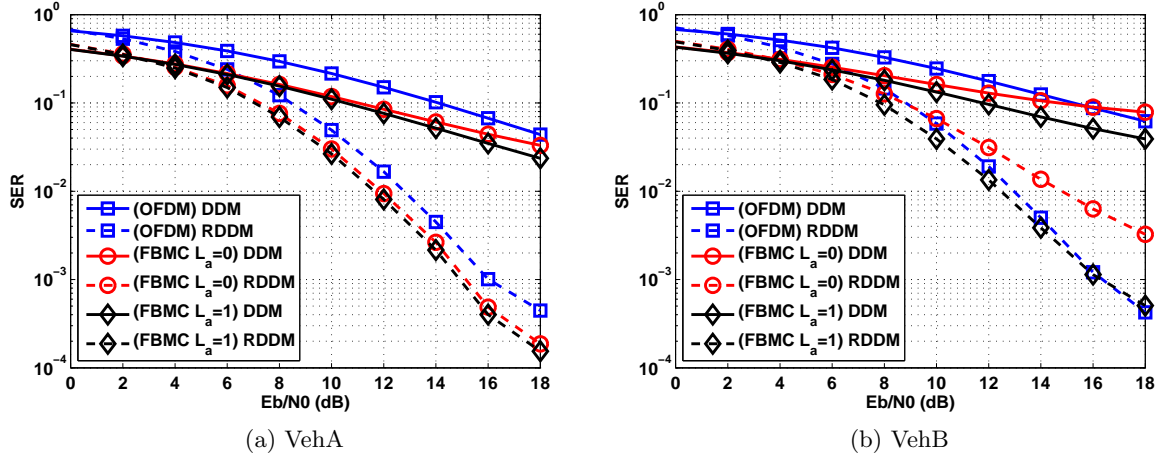 10^0
10^-1
10^-2
10^-3
10^-4
SER
(OFDM) DDM
(OFDM) RDDM
(FBMC L_a=0) DDM
(FBMC L_a=0) RDDM
(FBMC L_a=1) DDM
(FBMC L_a=1) RDDM
0 2 4 6 8 10 12 14 16 18
Eb/N0 (dB)
(a) VehA
10^0
10^-1
10^-2
10^-3
10^-4
SER
(OFDM) DDM
(OFDM) RDDM
(FBMC L_a=0) DDM
(FBMC L_a=0) RDDM
(FBMC L_a=1) DDM
(FBMC L_a=1) RDDM
0 2 4 6 8 10 12 14 16 18
Eb/N0 (dB)
(b) VehB